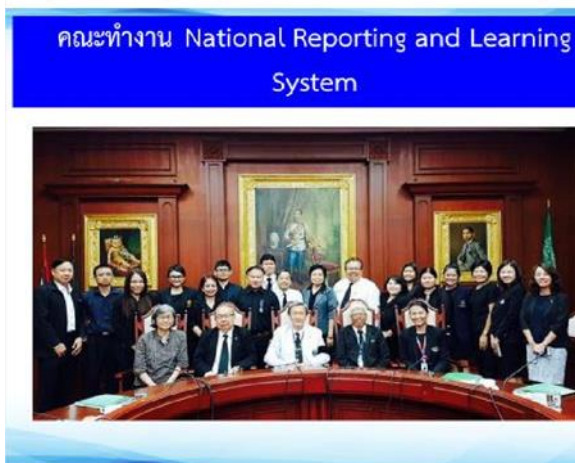 คณะทำงาน National Reporting and Learning
System